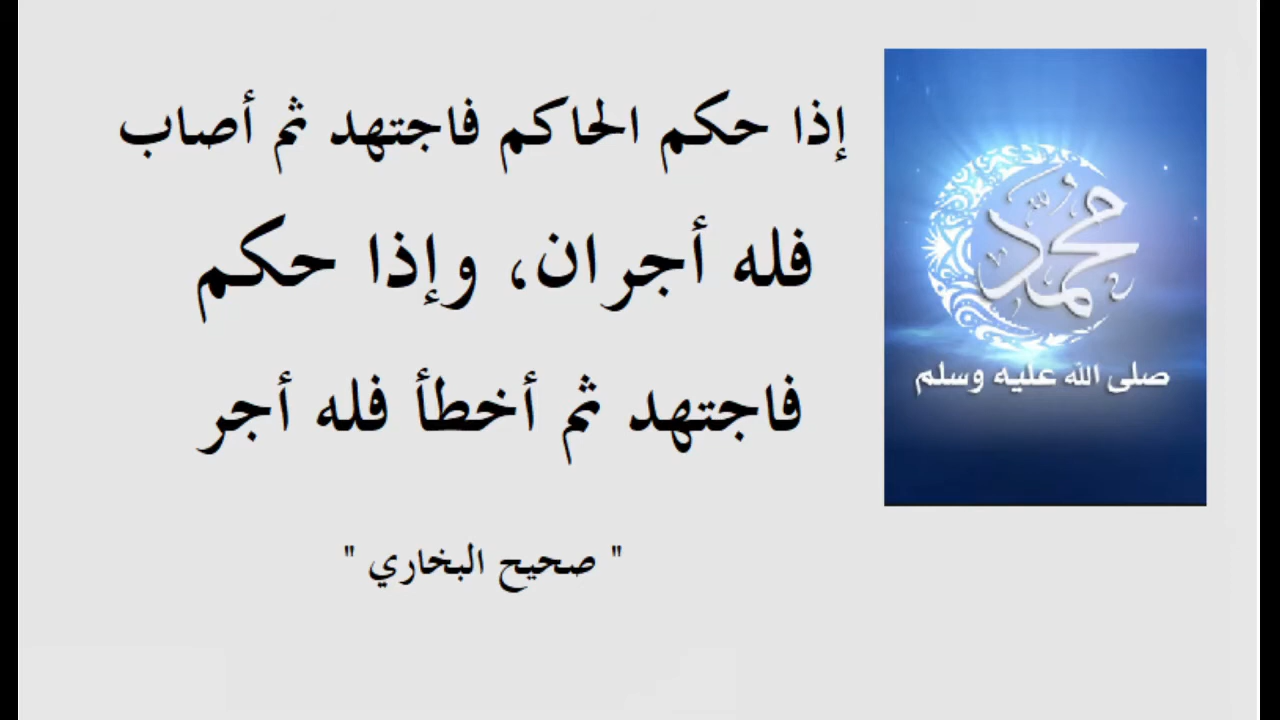 إذا حكم الحاكم فاجتهد ثم أصاب
فله أجران، وإذا حكم
فاجتهد ثم أخطأ فله أجر
" صحيح البخاري "
محمد
صلى الله عليه وسلم